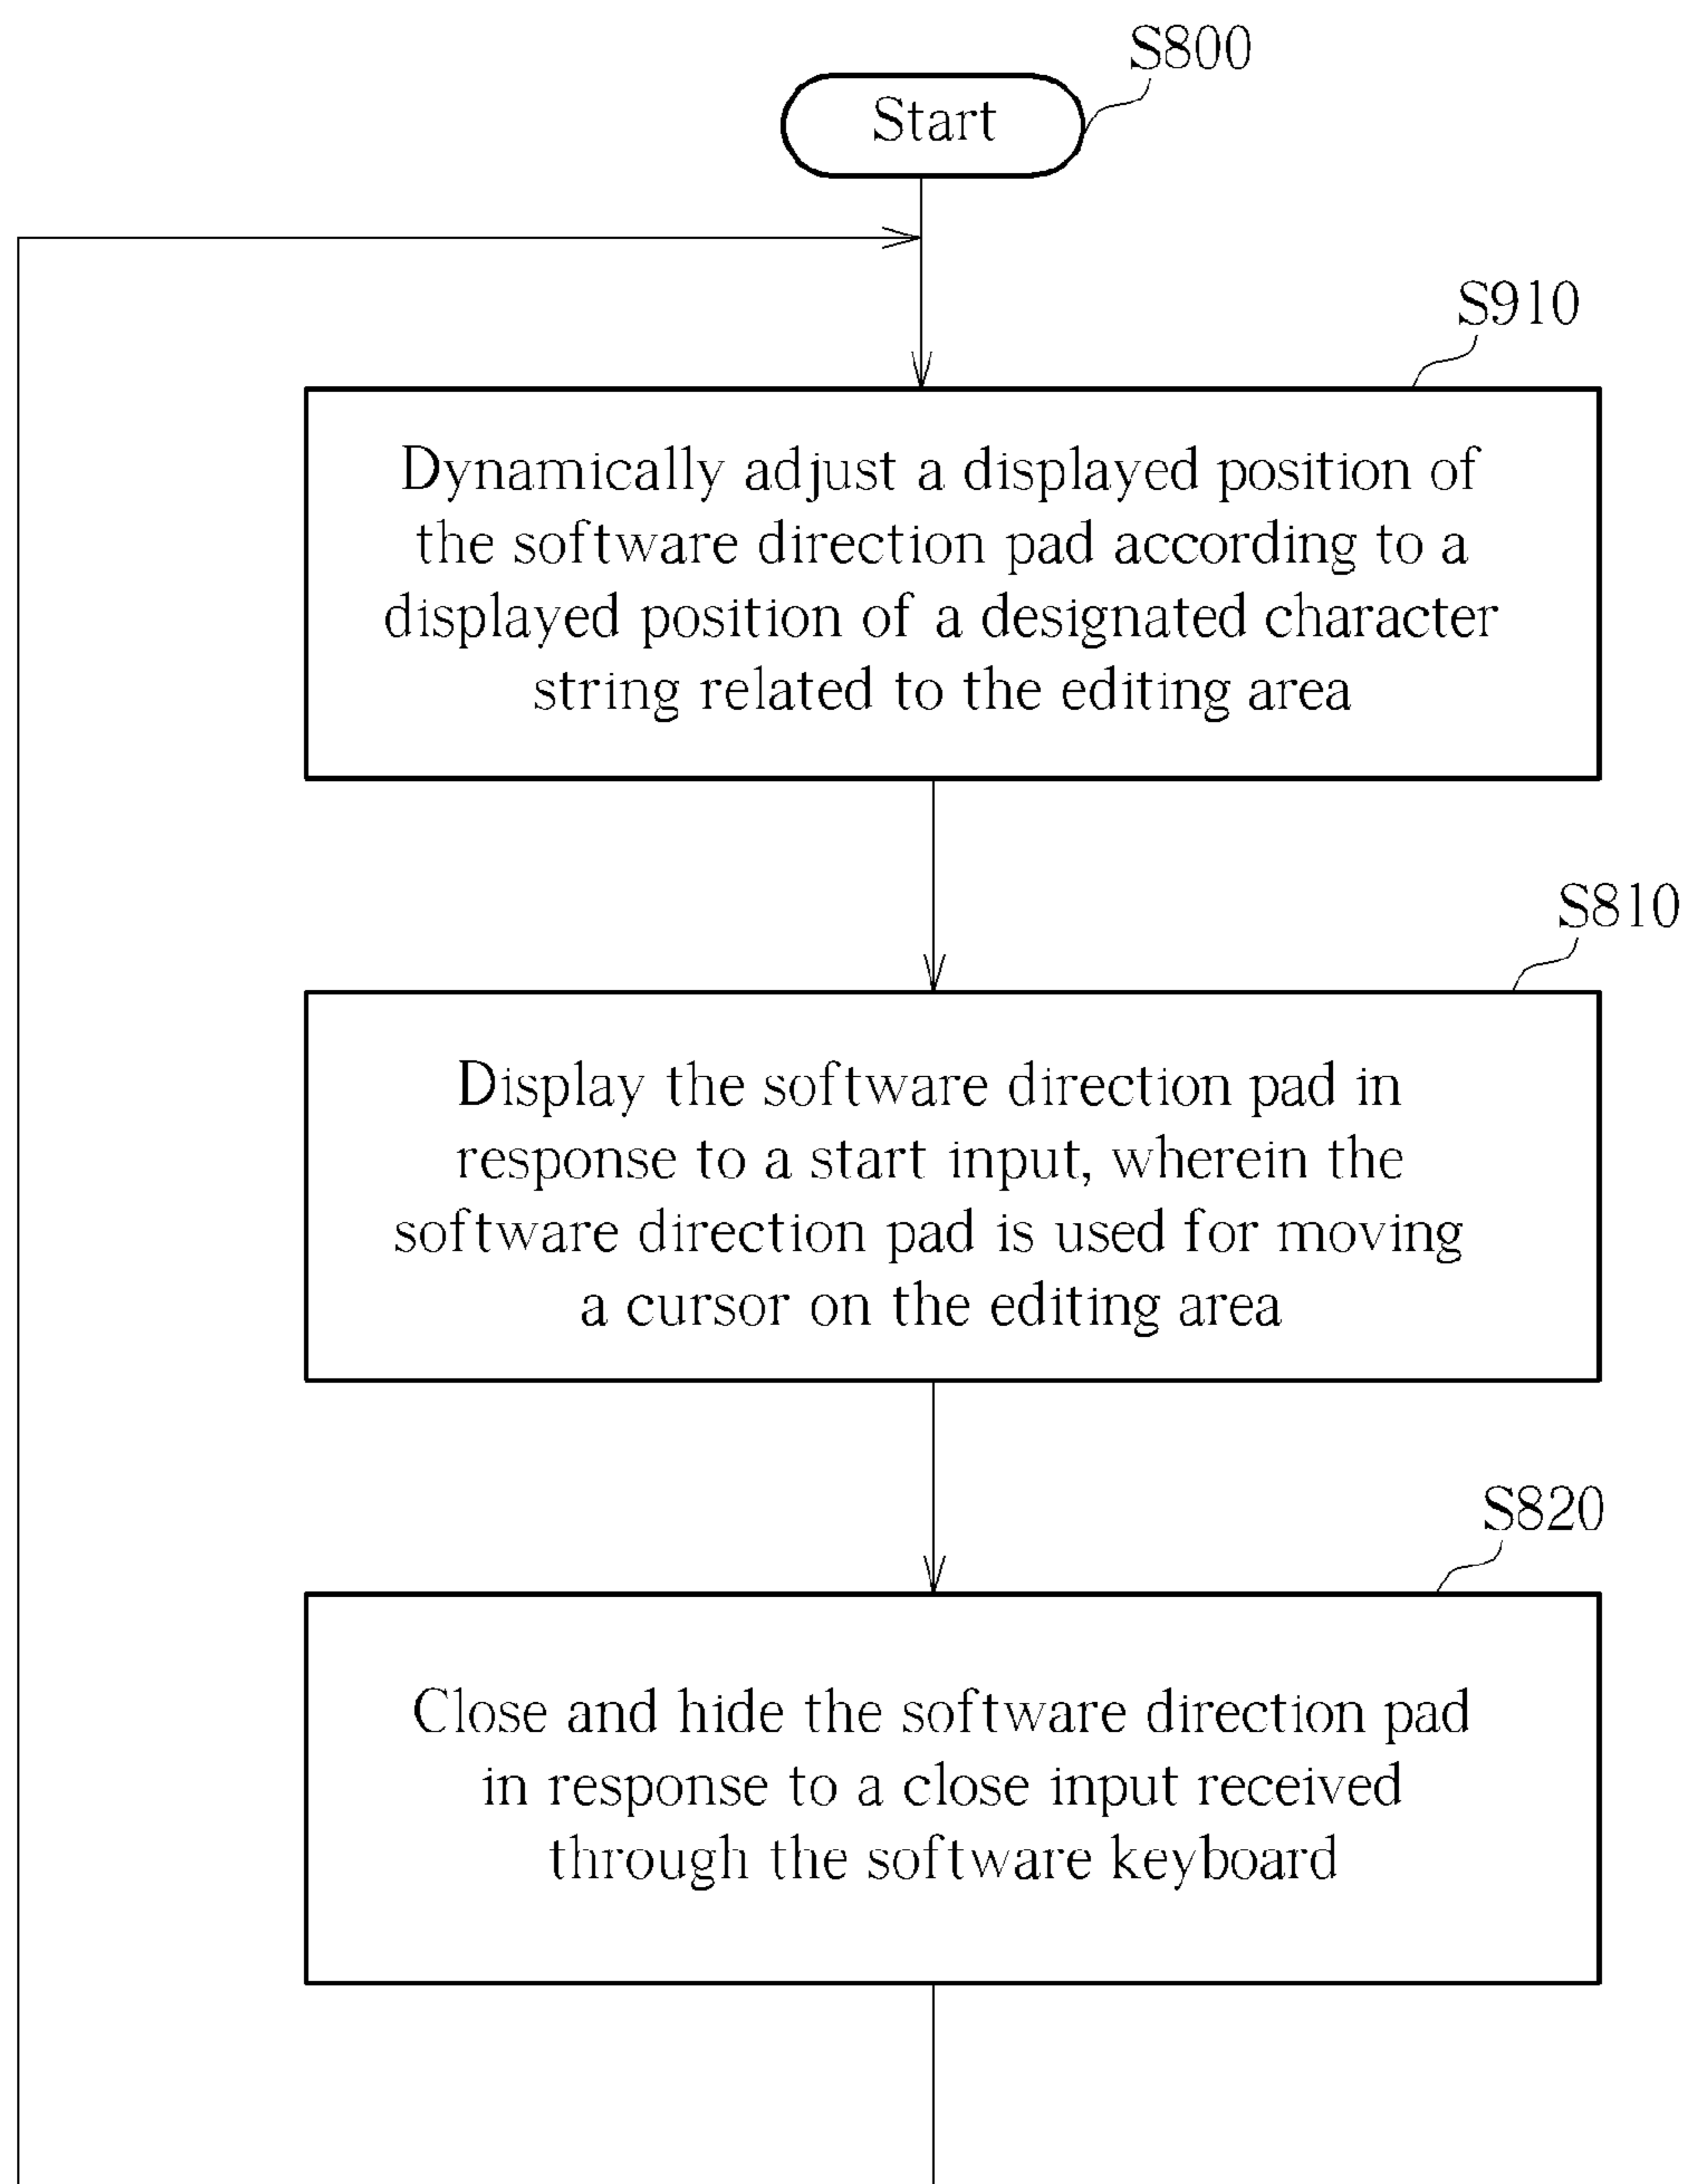 S800
Start
S910
Dynamically adjust a displayed position of
the software direction pad according to a
displayed position of a designated character
string related to the editing area
S810
Display the software direction pad in
response to a start input, wherein the
software direction pad is used for moving
a cursor on the editing area
S820
Close and hide the software direction pad
in response to a close input received
through the software keyboard